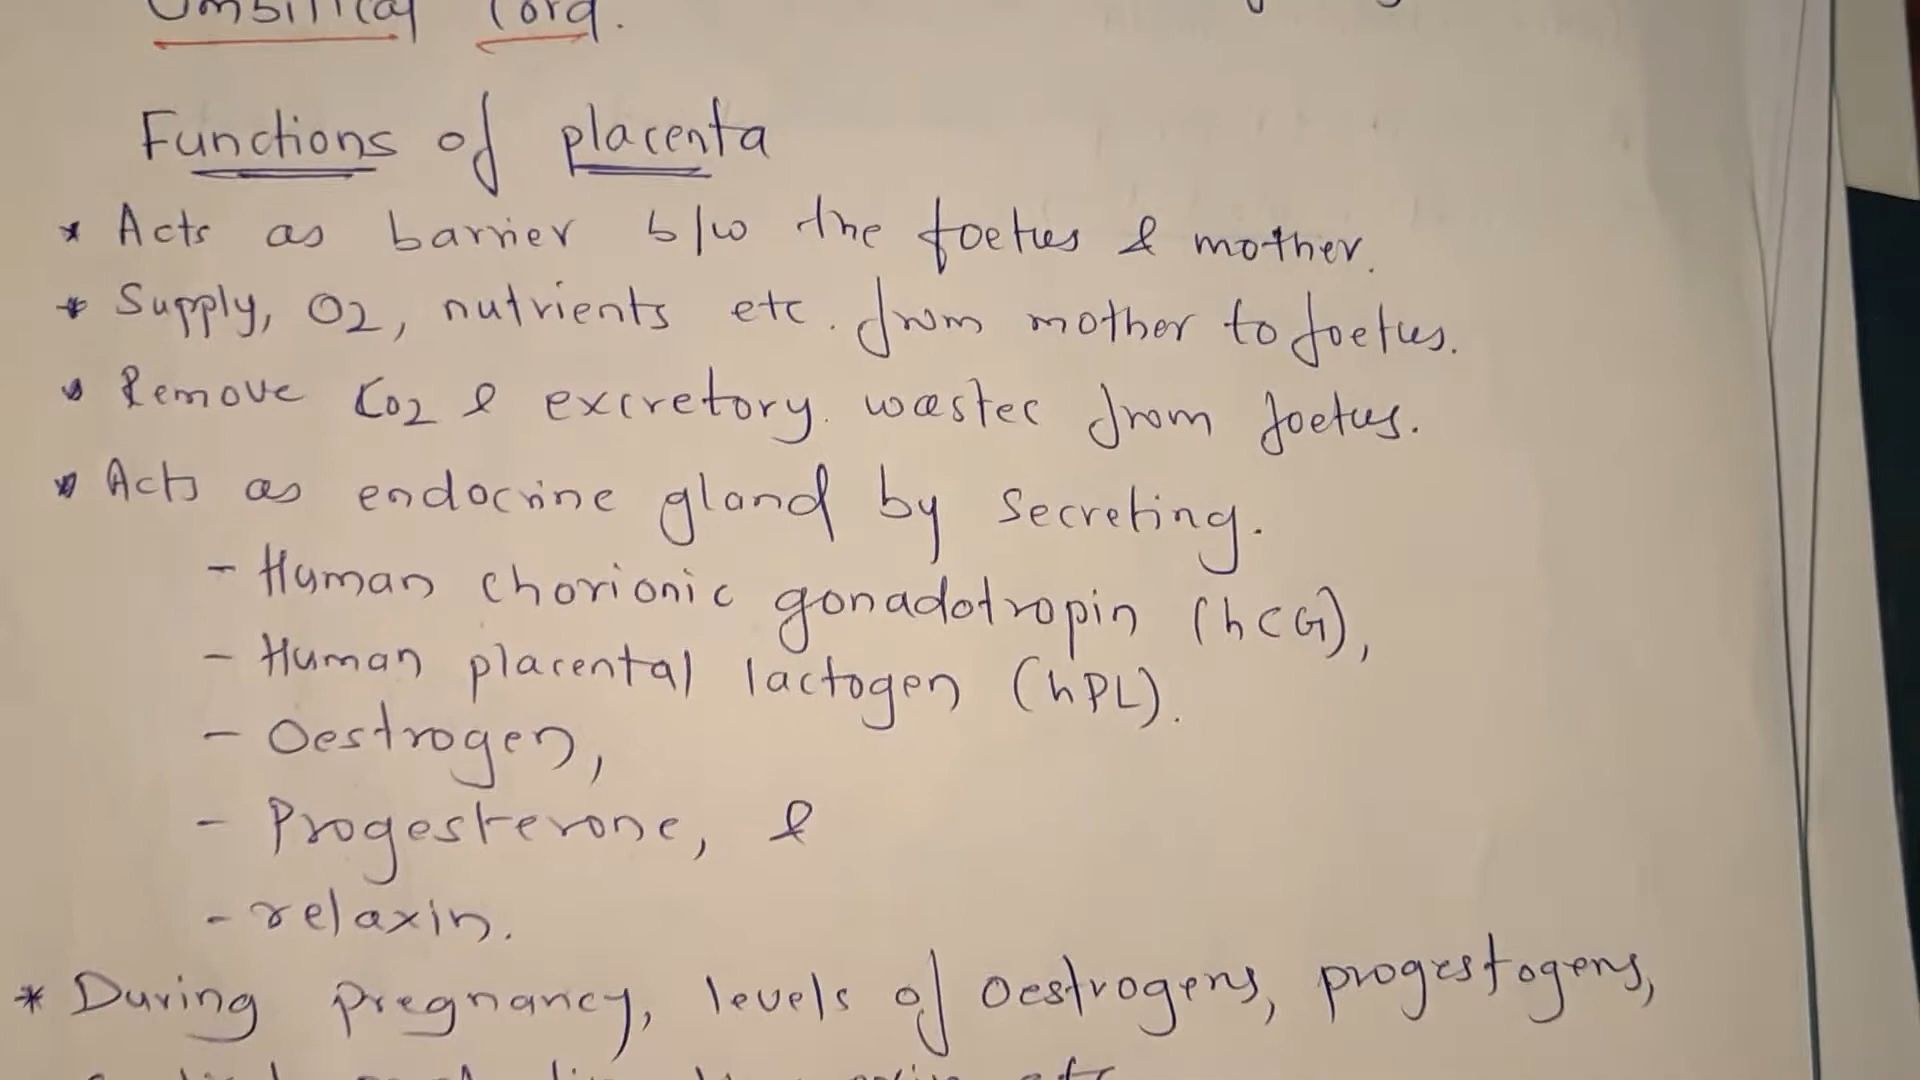 Umbilical Cord.
Functions of placenta
* Acts as barrier b/w the foetus & mother.
* Supply, O2, nutrients etc. from mother to foetus.
* Remove CO2 & excretory wastes from foetus.
* Acts as endocrine gland by secreting.
- Human chorionic gonadotropin (hCG),
- Human placental lactogen (hPL).
- Oestrogen,
- Progesterone, &
- relaxin.
* During pregnancy, levels of oestrogens, progestogens,